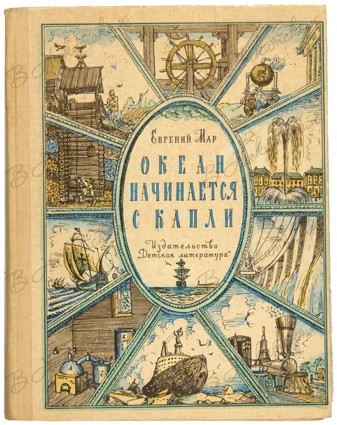 Евгений Мар
ОКЕАН
НАЧИНАЕТСЯ
С КАПЛИ
Издательство
„Детская литература“